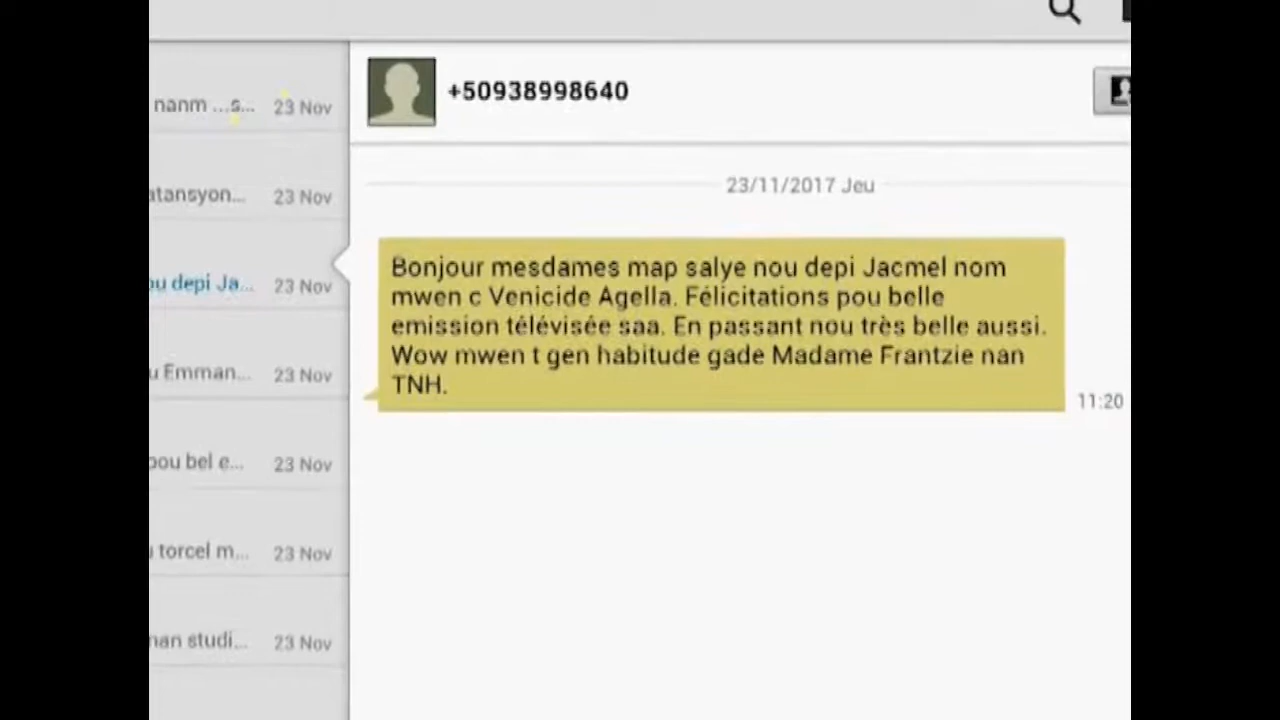 nanm ...s... 23 Nov
atansyon... 23 Nov
ou depi Ja... 23 Nov
u Emman... 23 Nov
pou bel e... 23 Nov
torcel m... 23 Nov
nan studi... 23 Nov
+50938998640
23/11/2017 Jeu
Bonjour mesdames map salye nou depi Jacmel nom
mwen c Venicide Agella. Félicitations pou belle
emission télévisée saa. En passant nou très belle aussi.
Wow mwen t gen habitude gade Madame Frantzie nan
TNH.
11:20